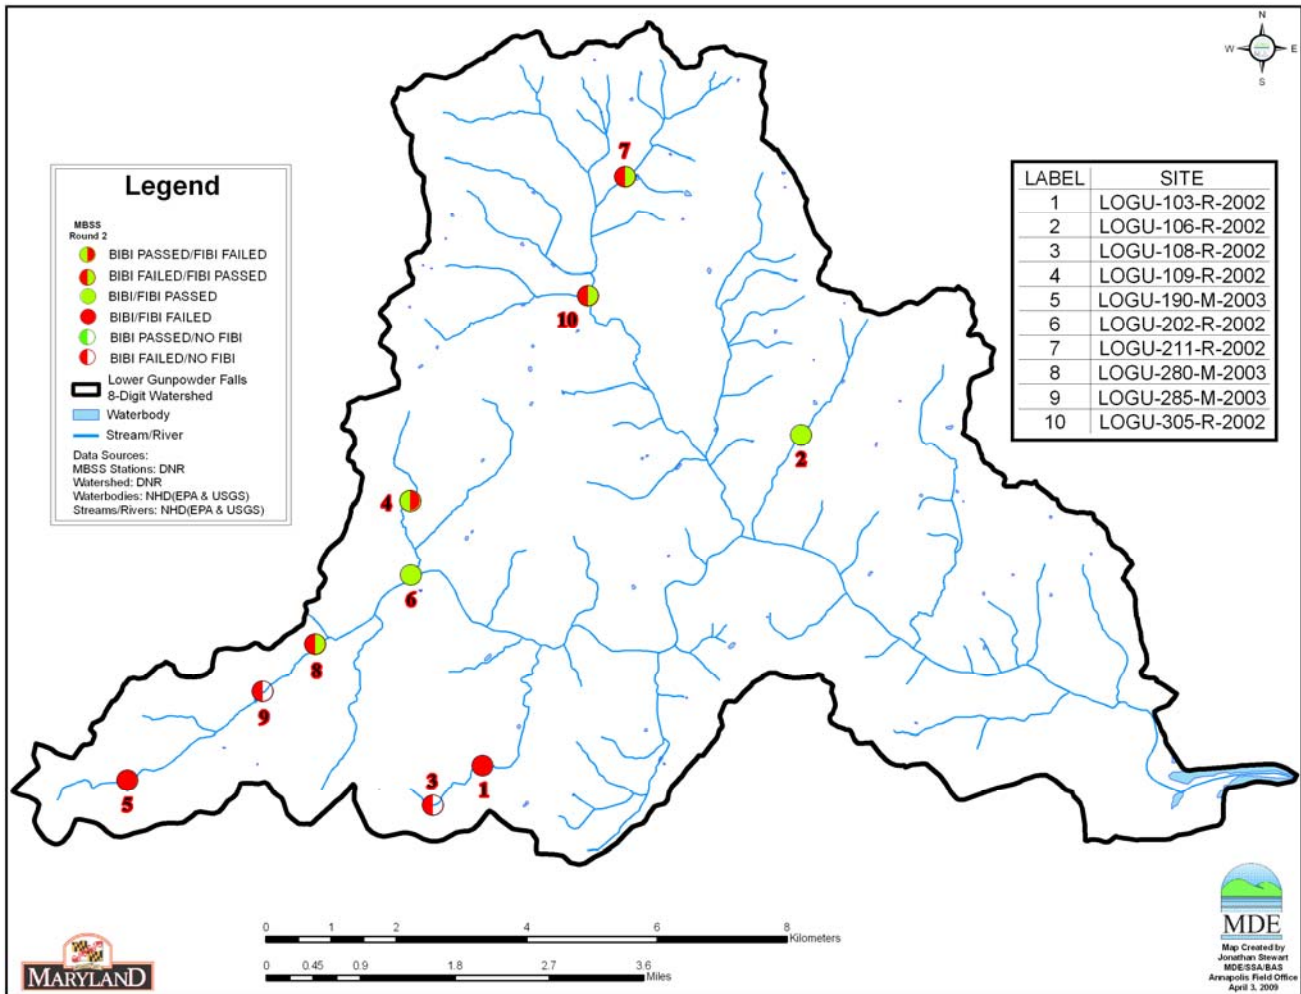 N
W E
S
Legend
MBSS
Round 2
BIBI PASSED/FIBI FAILED
BIBI FAILED/FIBI PASSED
BIBI/FIBI PASSED
BIBI/FIBI FAILED
BIBI PASSED/NO FIBI
BIBI FAILED/NO FIBI
Lower Gunpowder Falls
8-Digit Watershed
Waterbody
Stream/River
Data Sources:
MBSS Stations: DNR
Watershed: DNR
Waterbodies: NHD(EPA & USGS)
Streams/Rivers: NHD(EPA & USGS)
LABEL SITE
1 LOGU-103-R-2002
2 LOGU-106-R-2002
3 LOGU-108-R-2002
4 LOGU-109-R-2002
5 LOGU-190-M-2003
6 LOGU-202-R-2002
7 LOGU-211-R-2002
8 LOGU-280-M-2003
9 LOGU-285-M-2003
10 LOGU-305-R-2002
7
10
2
4
6
8
9
3
1
5
0 1 2 4 6 8
Kilometers
0 0.45 0.9 1.8 2.7 3.6
Miles
MARYLAND
MDE
Map Created by
Jonathan Stewart
MDE/SSA/BAS
Annapolis Field Office
April 3, 2009